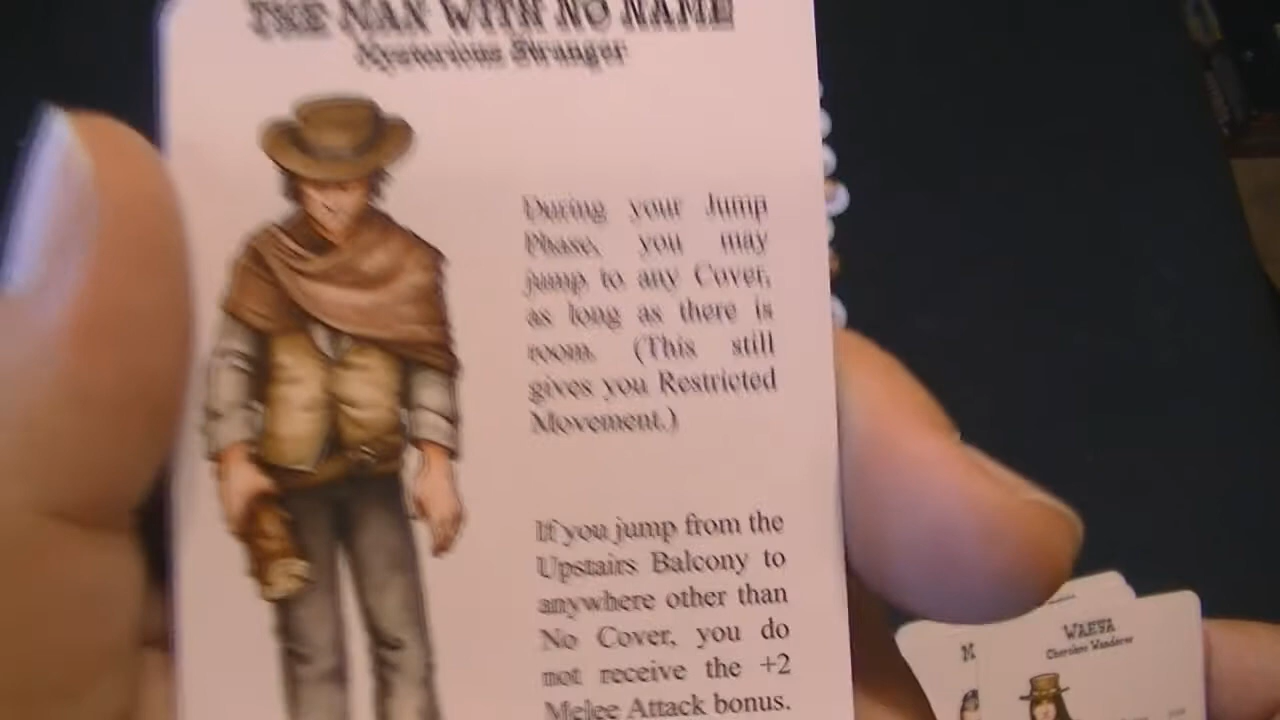 THE MAN WITH NO NAME
Mysterious Stranger
During your Jump
Phase, you may
jump to any Cover,
as long as there is
room. (This still
gives you Restricted
Movement.)
If you jump from the
Upstairs Balcony to
anywhere other than
No Cover, you do
not receive the +2
Melee Attack bonus.
N
WAEYA
Cherokee Wanderer